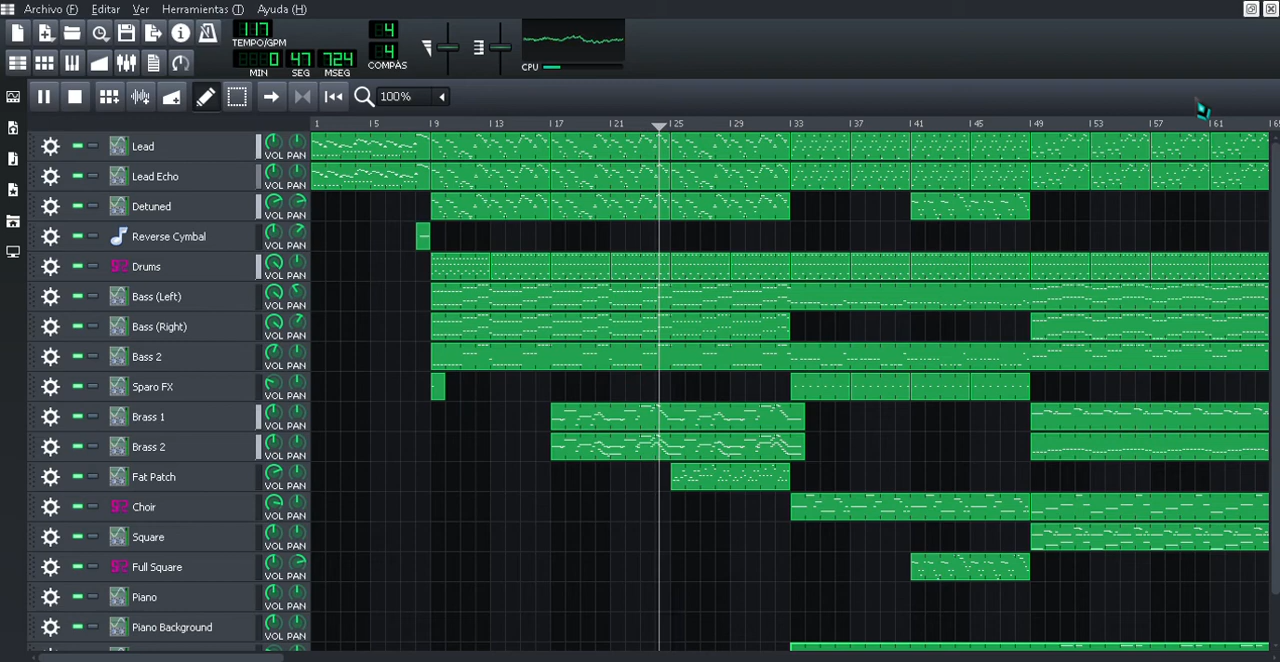 Archivo (F) Editar Ver Herramientas (T) Ayuda (H)
117
TEMPO/GPM
0 47 724
MIN SEG MSEG
4
4
COMPÁS
CPU
100%
1 5 9 13 17 21 25 29 33 37 41 45 49 53 57 61 65
Lead VOL PAN
Lead Echo VOL PAN
Detuned VOL PAN
Reverse Cymbal VOL PAN
Drums VOL PAN
Bass (Left) VOL PAN
Bass (Right) VOL PAN
Bass 2 VOL PAN
Sparo FX VOL PAN
Brass 1 VOL PAN
Brass 2 VOL PAN
Fat Patch VOL PAN
Choir VOL PAN
Square VOL PAN
Full Square VOL PAN
Piano VOL PAN
Piano Background VOL PAN